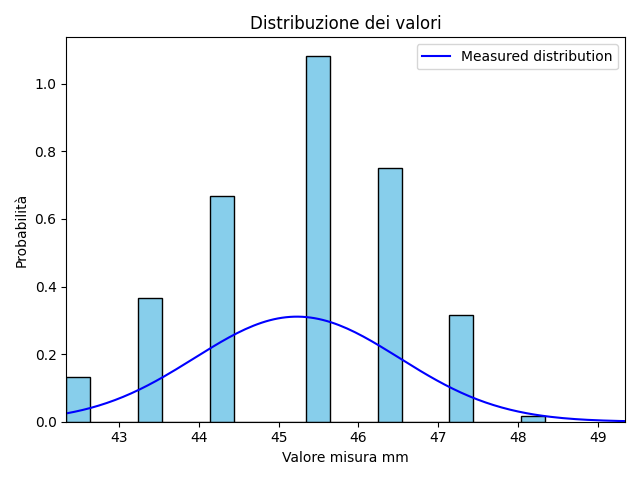 Distribuzione dei valori
Measured distribution
1.0
0.8
0.6
0.4
0.2
0.0
Probabilità
43 44 45 46 47 48 49
Valore misura mm